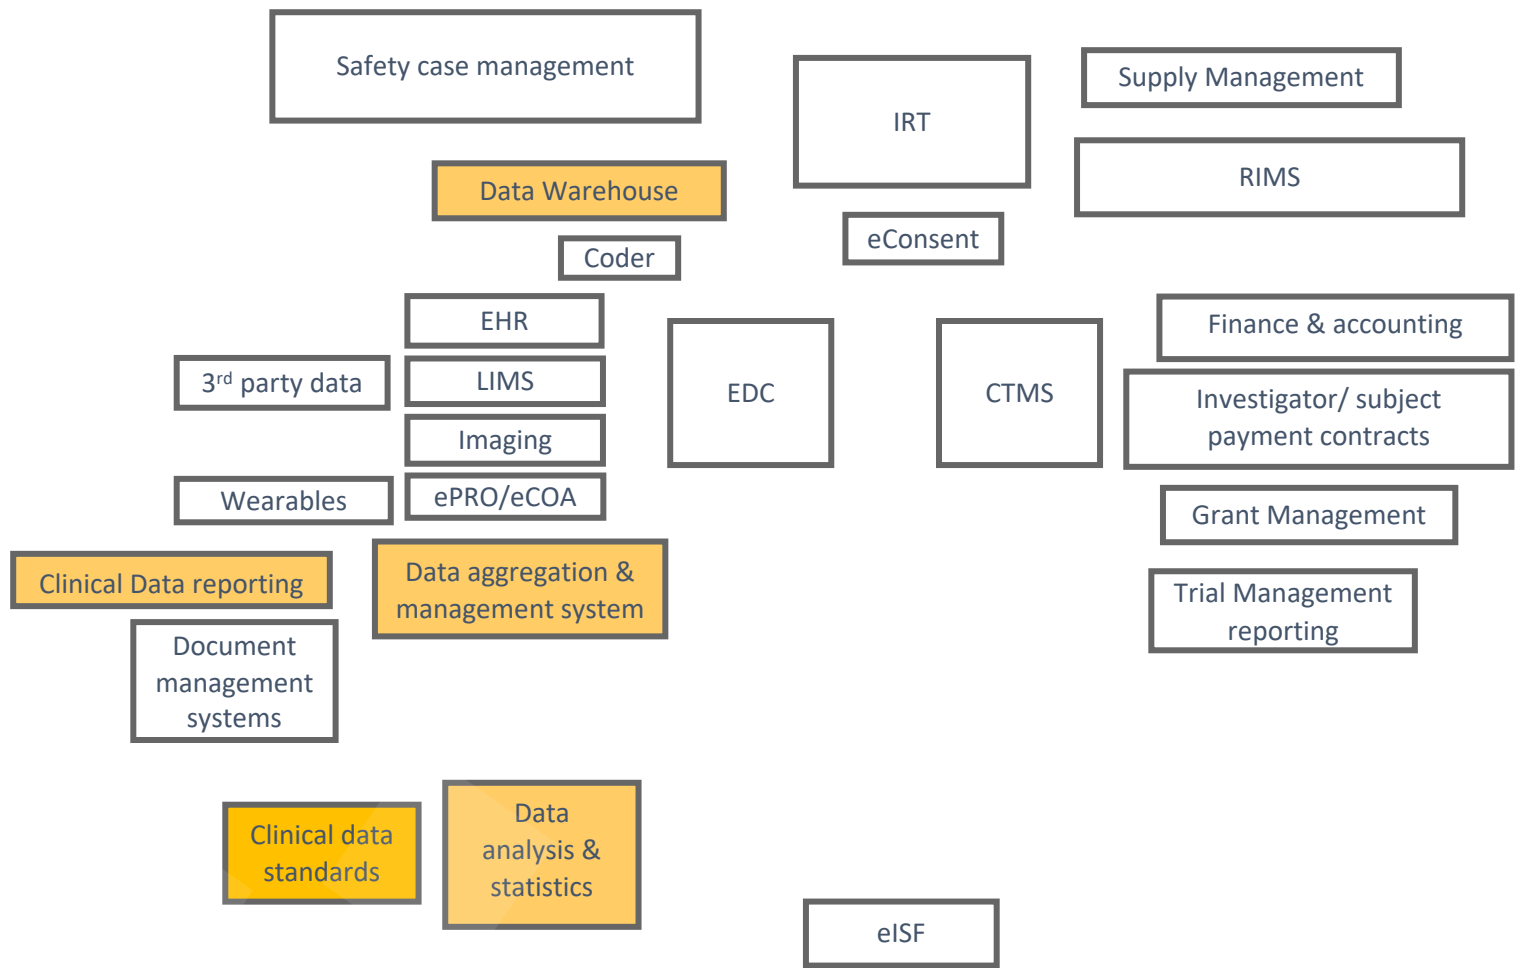 Safety case management
IRT
Supply Management
RIMS
Data Warehouse
eConsent
Coder
EHR
Finance & accounting
3rd party data
LIMS
EDC
CTMS
Investigator/ subject
payment contracts
Imaging
Wearables
ePRO/eCOA
Grant Management
Clinical Data reporting
Data aggregation &
management system
Trial Management
reporting
Document
management
systems
Clinical data
standards
Data
analysis &
statistics
eISF